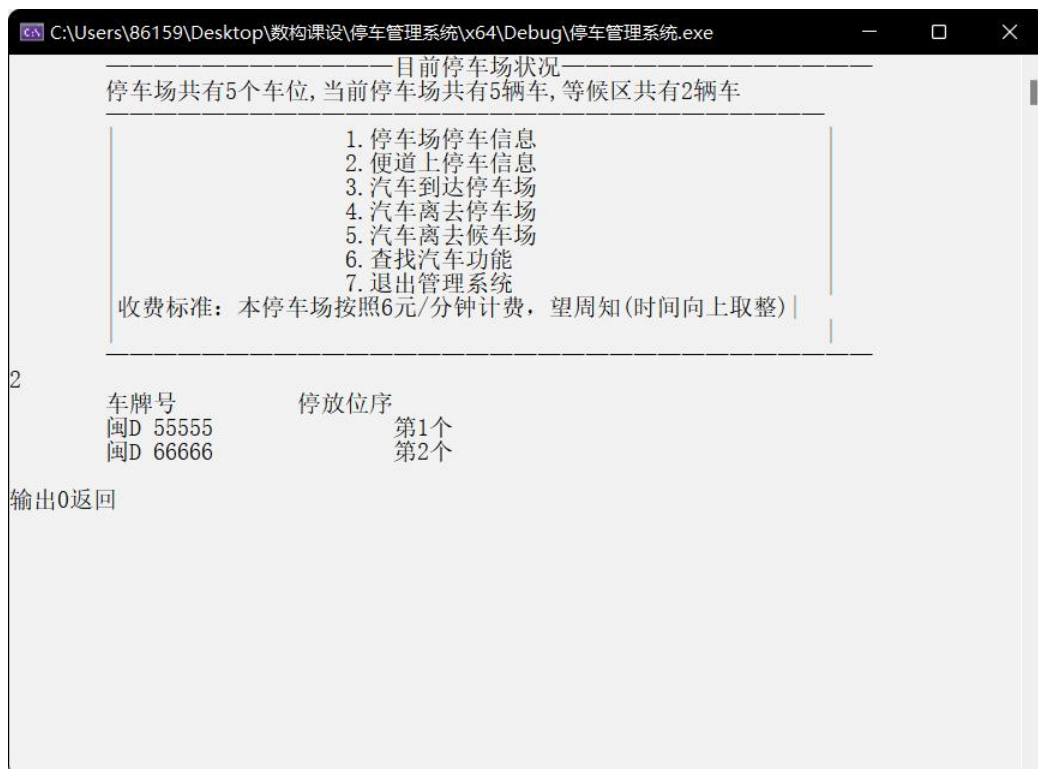 C:\Users\86159\Desktop\数构课设\停车管理系统\x64\Debug\停车管理系统.exe
————————————目前停车场状况—————————————
停车场共有5个车位,当前停车场共有5辆车,等候区共有2辆车
——————————————————————————————
1.停车场停车信息
2.便道上停车信息
3.汽车到达停车场
4.汽车离去停车场
5.汽车离去候车场
6.查找汽车功能
7.退出管理系统
|收费标准：本停车场按照6元/分钟计费，望周知(时间向上取整)|
————————————————————————————————
2
车牌号 停放位序
闽D 55555 第1个
闽D 66666 第2个
输出0返回